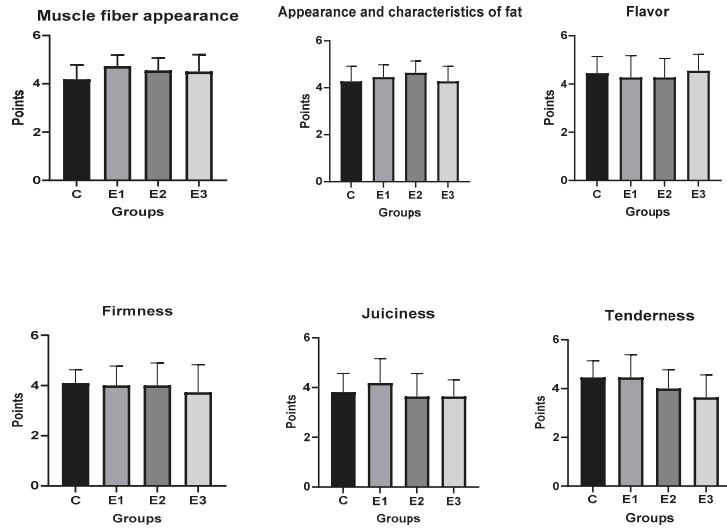 Muscle fiber appearance
6
4
2
0
Points
C E1 E2 E3
Groups
Appearance and characteristics of fat
6
4
2
0
Points
C E1 E2 E3
Groups
Flavor
6
4
2
0
Points
C E1 E2 E3
Groups
Firmness
6
4
2
0
Points
C E1 E2 E3
Groups
Juiciness
6
4
2
0
Points
C E1 E2 E3
Groups
Tenderness
6
4
2
0
Points
C E1 E2 E3
Groups